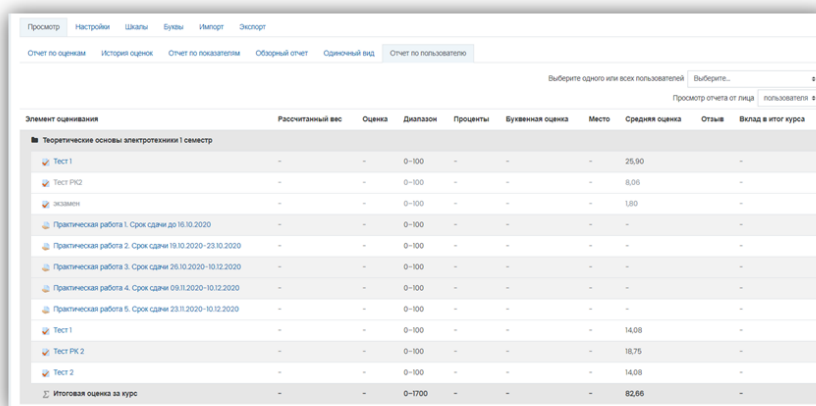 Просмотр Настройки Шкалы Буквы Импорт Экспорт
Отчет по оценкам История оценок Отчет по показателям Обзорный отчет Одиночный вид Отчет по пользователю
Выберите одного или всех пользователей Выберите...
Просмотр отчета от лица пользователя
Элемент оценивания Рассчитанный вес Оценка Диапазон Проценты Буквенная оценка Место Средняя оценка Отзыв Вклад в итог курса
Теоретические основы электротехники 1 семестр
Тест 1 - - 0-100 - - - 25,90 -
Тест РК2 - - 0-100 - - - 8,06 -
экзамен - - 0-100 - - - 1,80 -
Практическая работа 1. Срок сдачи до 16.10.2020 - - 0-100 - - - - -
Практическая работа 2. Срок сдачи 19.10.2020-23.10.2020 - - 0-100 - - - - -
Практическая работа 3. Срок сдачи 26.10.2020-10.12.2020 - - 0-100 - - - - -
Практическая работа 4. Срок сдачи 09.11.2020-10.12.2020 - - 0-100 - - - - -
Практическая работа 5. Срок сдачи 23.11.2020-10.12.2020 - - 0-100 - - - - -
Тест 1 - - 0-100 - - - 14,08 -
Тест РК 2 - - 0-100 - - - 18,75 -
Тест 2 - - 0-100 - - - 14,08 -
Σ Итоговая оценка за курс - - 0-1700 - - - 82,66 -